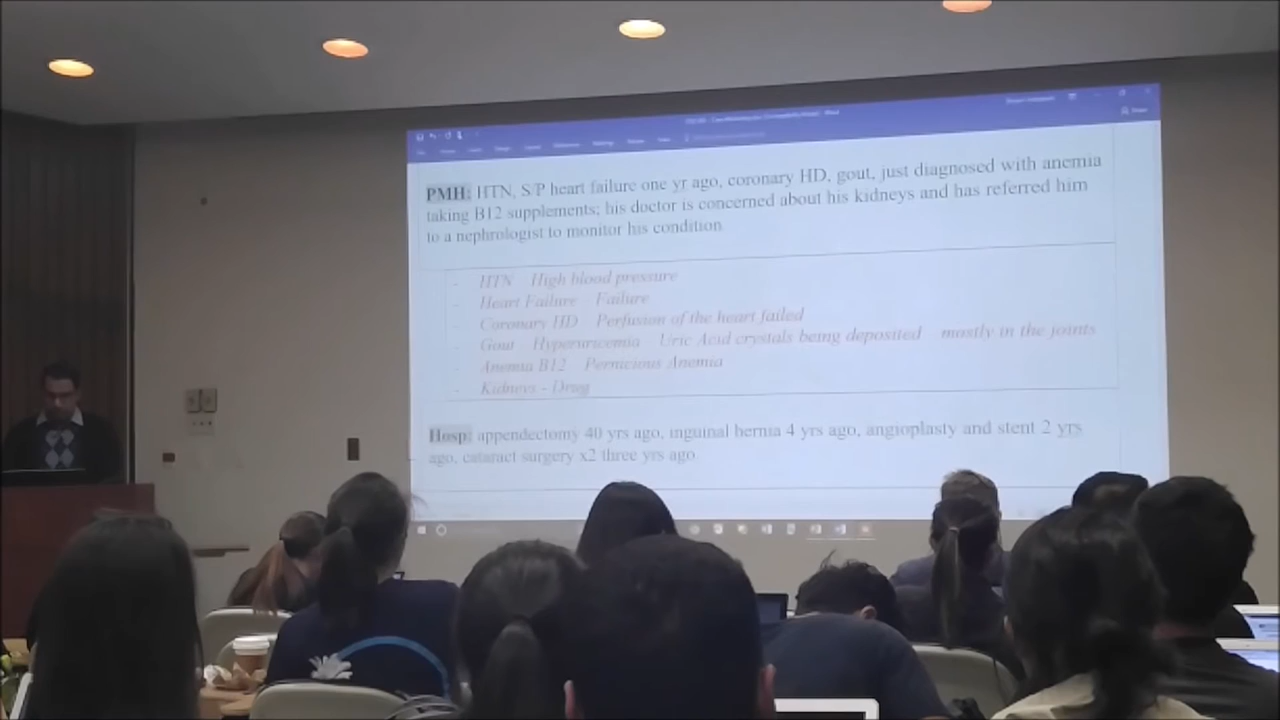 PMH: HTN, S/P heart failure one yr ago, coronary HD, gout, just diagnosed with anemia
taking B12 supplements; his doctor is concerned about his kidneys and has referred him
to a nephrologist to monitor his condition
- HTN High blood pressure
- Heart Failure Failure
- Coronary HD Perfusion of the heart failed
- Gout Hyperuricemia Uric Acid crystals being deposited mostly in the joints
- Anemia B12 Pernicious Anemia
- Kidneys - Drug
Hosp: appendectomy 40 yrs ago, inguinal hernia 4 yrs ago, angioplasty and stent 2 yrs
ago, cataract surgery x2 three yrs ago